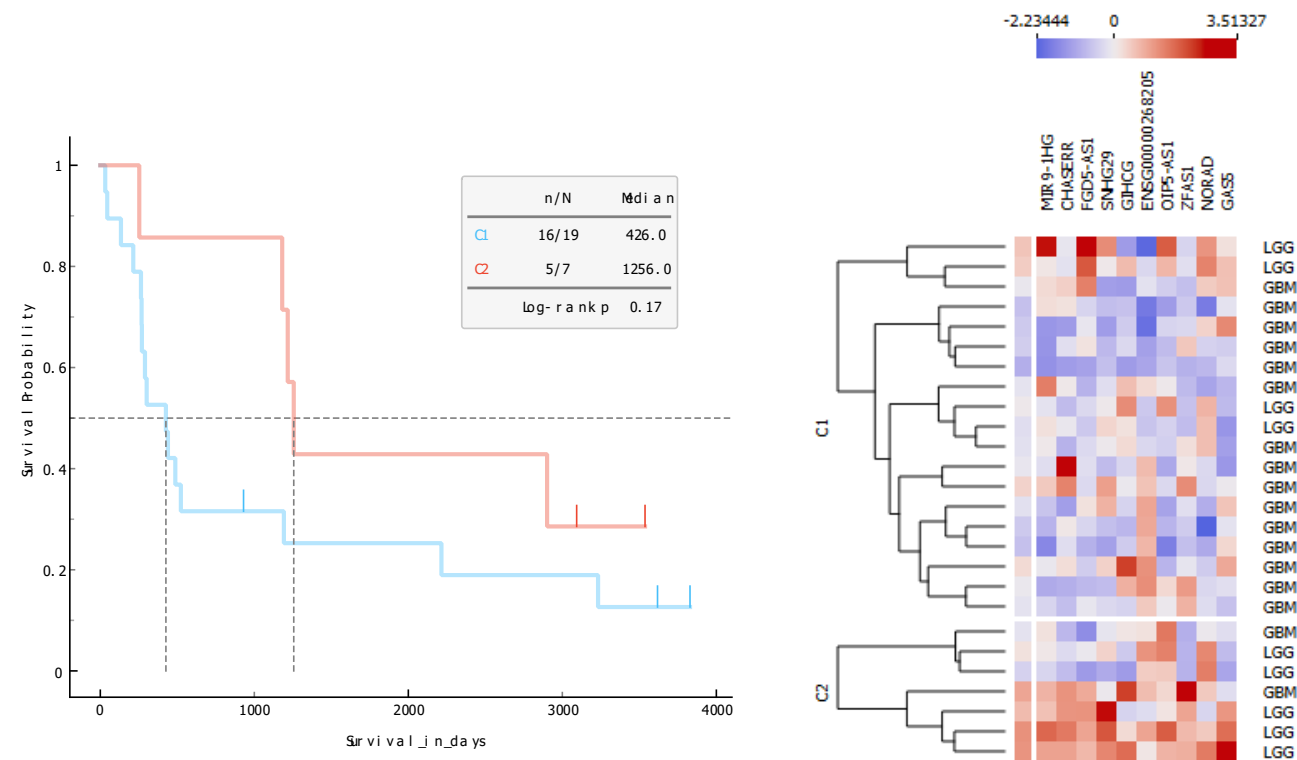 1
0.8
0.6
0.4
0.2
0
Survival Probability
0 1000 2000 3000 4000
Survival_in_days
n/N Median
C1 16/19 426.0
C2 5/7 1256.0
Log-rank p 0.17
-2.23444 0 3.51327
MIR9-1HG
CHASERR
FGD5-AS1
SNHG29
GIHCG
ENSG00000268205
OIP5-AS1
ZFAS1
NORAD
GAS5
C1
LGG
LGG
GBM
GBM
GBM
GBM
GBM
GBM
LGG
LGG
GBM
GBM
GBM
GBM
GBM
GBM
GBM
GBM
GBM
C2
GBM
LGG
LGG
GBM
LGG
LGG
LGG